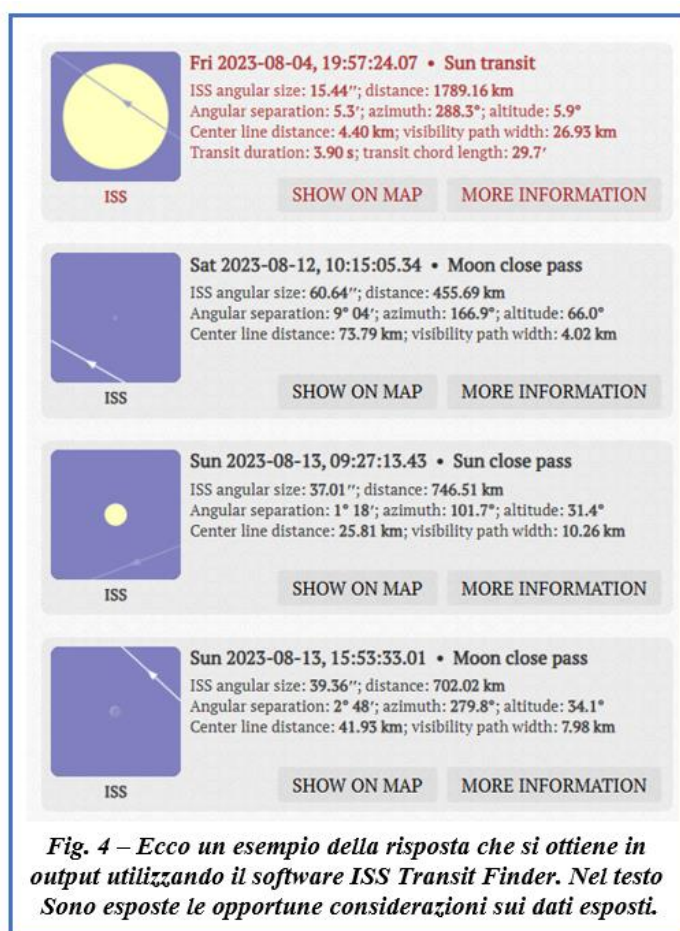 Fri 2023-08-04, 19:57:24.07 • Sun transit
ISS angular size: 15.44″; distance: 1789.16 km
Angular separation: 5.3′; azimuth: 288.3°; altitude: 5.9°
Center line distance: 4.40 km; visibility path width: 26.93 km
Transit duration: 3.90 s; transit chord length: 29.7′
ISS
SHOW ON MAP
MORE INFORMATION
Sat 2023-08-12, 10:15:05.34 • Moon close pass
ISS angular size: 60.64″; distance: 455.69 km
Angular separation: 9° 04′; azimuth: 166.9°; altitude: 66.0°
Center line distance: 73.79 km; visibility path width: 4.02 km
ISS
SHOW ON MAP
MORE INFORMATION
Sun 2023-08-13, 09:27:13.43 • Sun close pass
ISS angular size: 37.01″; distance: 746.51 km
Angular separation: 1° 18′; azimuth: 101.7°; altitude: 31.4°
Center line distance: 25.81 km; visibility path width: 10.26 km
ISS
SHOW ON MAP
MORE INFORMATION
Sun 2023-08-13, 15:53:33.01 • Moon close pass
ISS angular size: 39.36″; distance: 702.02 km
Angular separation: 2° 48′; azimuth: 279.8°; altitude: 34.1°
Center line distance: 41.93 km; visibility path width: 7.98 km
ISS
SHOW ON MAP
MORE INFORMATION
Fig. 4 – Ecco un esempio della risposta che si ottiene in
output utilizzando il software ISS Transit Finder. Nel testo
Sono esposte le opportune considerazioni sui dati esposti.